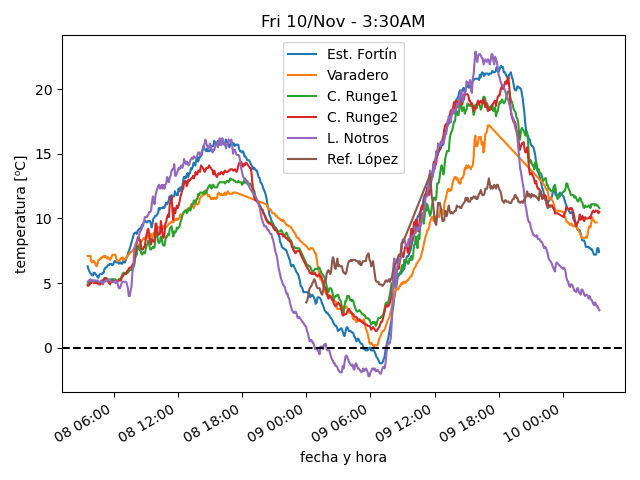 Fri 10/Nov - 3:30AM
temperatura [°C]
20
15
10
5
0
Est. Fortín
Varadero
C. Runge1
C. Runge2
L. Notros
Ref. López
08 06:00
08 12:00
08 18:00
09 00:00
09 06:00
09 12:00
09 18:00
10 00:00
fecha y hora